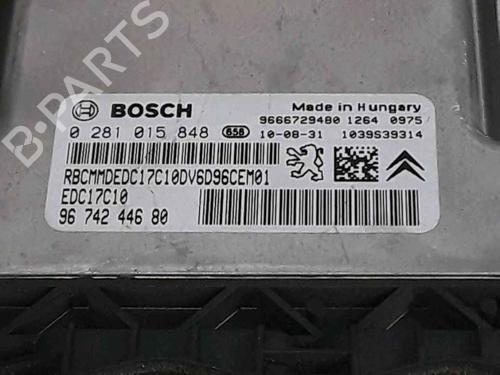 B-PARTS
BOSCH
Made in Hungary
0 281 015 848
658
9666729480 1264 0975
10-08-31 1039S39314
RBCMMDEDC17C10DV6D96CEM01
EDC17C10
96 742 446 80